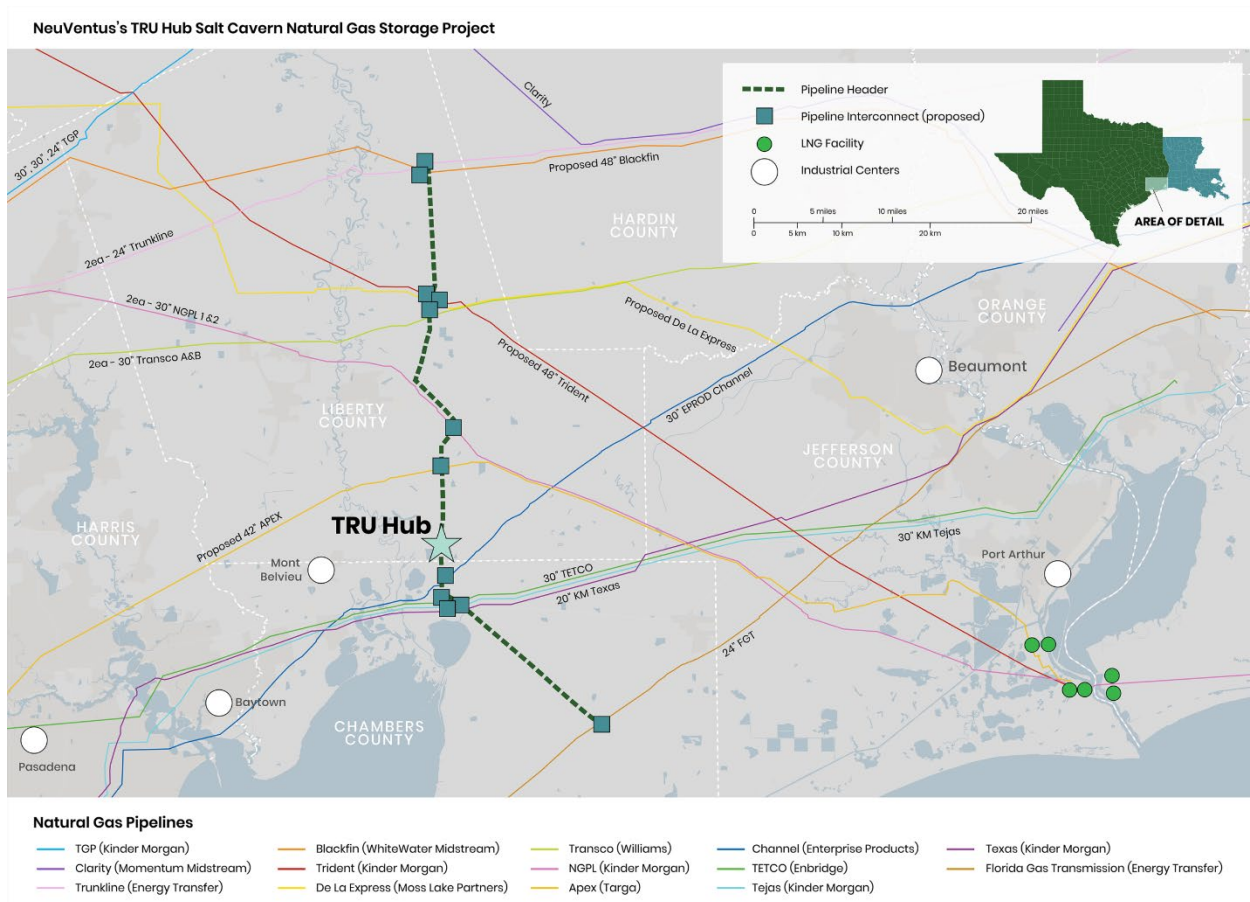 NeuVentus's TRU Hub Salt Cavern Natural Gas Storage Project
Pipeline Header
Pipeline Interconnect (proposed)
LNG Facility
Industrial Centers
0 5 miles 10 miles 20 miles
0 5 km 10 km 20 km
AREA OF DETAIL
Clarity
30", 30", 24" TGP
Proposed 48" Blackfin
HARDIN
COUNTY
2ea - 24" Trunkline
2ea - 30" NGPL 1 & 2
Proposed De La Express
ORANGE
COUNTY
2ea - 30" Transco A&B
Proposed 48" Trident
Beaumont
30" EPROD Channel
LIBERTY
COUNTY
JEFFERSON
COUNTY
HARRIS
COUNTY
Proposed 42" APEX
TRU Hub
30" KM Tejas
Mont
Belvieu
Port Arthur
30" TETCO
20" KM Texas
24" FGT
Baytown
CHAMBERS
COUNTY
Pasadena
Natural Gas Pipelines
TGP (Kinder Morgan)
Clarity (Momentum Midstream)
Trunkline (Energy Transfer)
Blackfin (WhiteWater Midstream)
Trident (Kinder Morgan)
De La Express (Moss Lake Partners)
Transco (Williams)
NGPL (Kinder Morgan)
Apex (Targa)
Channel (Enterprise Products)
TETCO (Enbridge)
Tejas (Kinder Morgan)
Texas (Kinder Morgan)
Florida Gas Transmission (Energy Transfer)